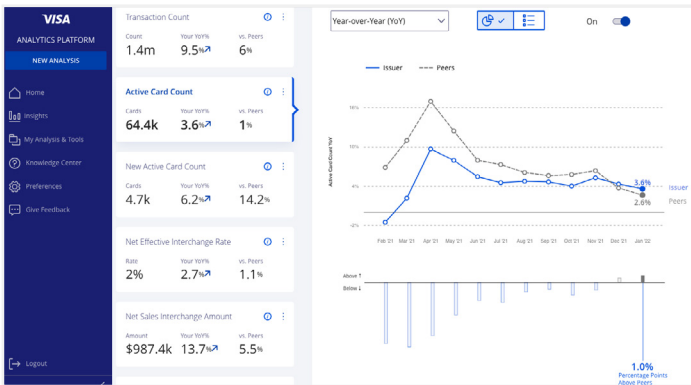 VISA
ANALYTICS PLATFORM
NEW ANALYSIS
Home
Insights
My Analysis & Tools
Knowledge Center
Preferences
Give Feedback
Logout
Transaction Count
Count Your YoY% vs. Peers
1.4m 9.5% 6%
Active Card Count
Cards Your YoY% vs. Peers
64.4k 3.6% 1%
New Active Card Count
Cards Your YoY% vs. Peers
4.7k 6.2% 14.2%
Net Effective Interchange Rate
Rate Your YoY% vs. Peers
2% 2.7% 1.1%
Net Sales Interchange Amount
Amount Your YoY% vs. Peers
$987.4k 13.7% 5.5%
Year-over-Year (YoY)
On
Issuer Peers
Active Card Count YoY
10%
4%
-2%
3.6% Issuer
2.6% Peers
Feb '21 Mar '21 Apr '21 May '21 Jun '21 Jul '21 Aug '21 Sep '21 Oct '21 Nov '21 Dec '21 Jan '22
Above ↑
Below ↓
1.0%
Percentage Points
Above Peers